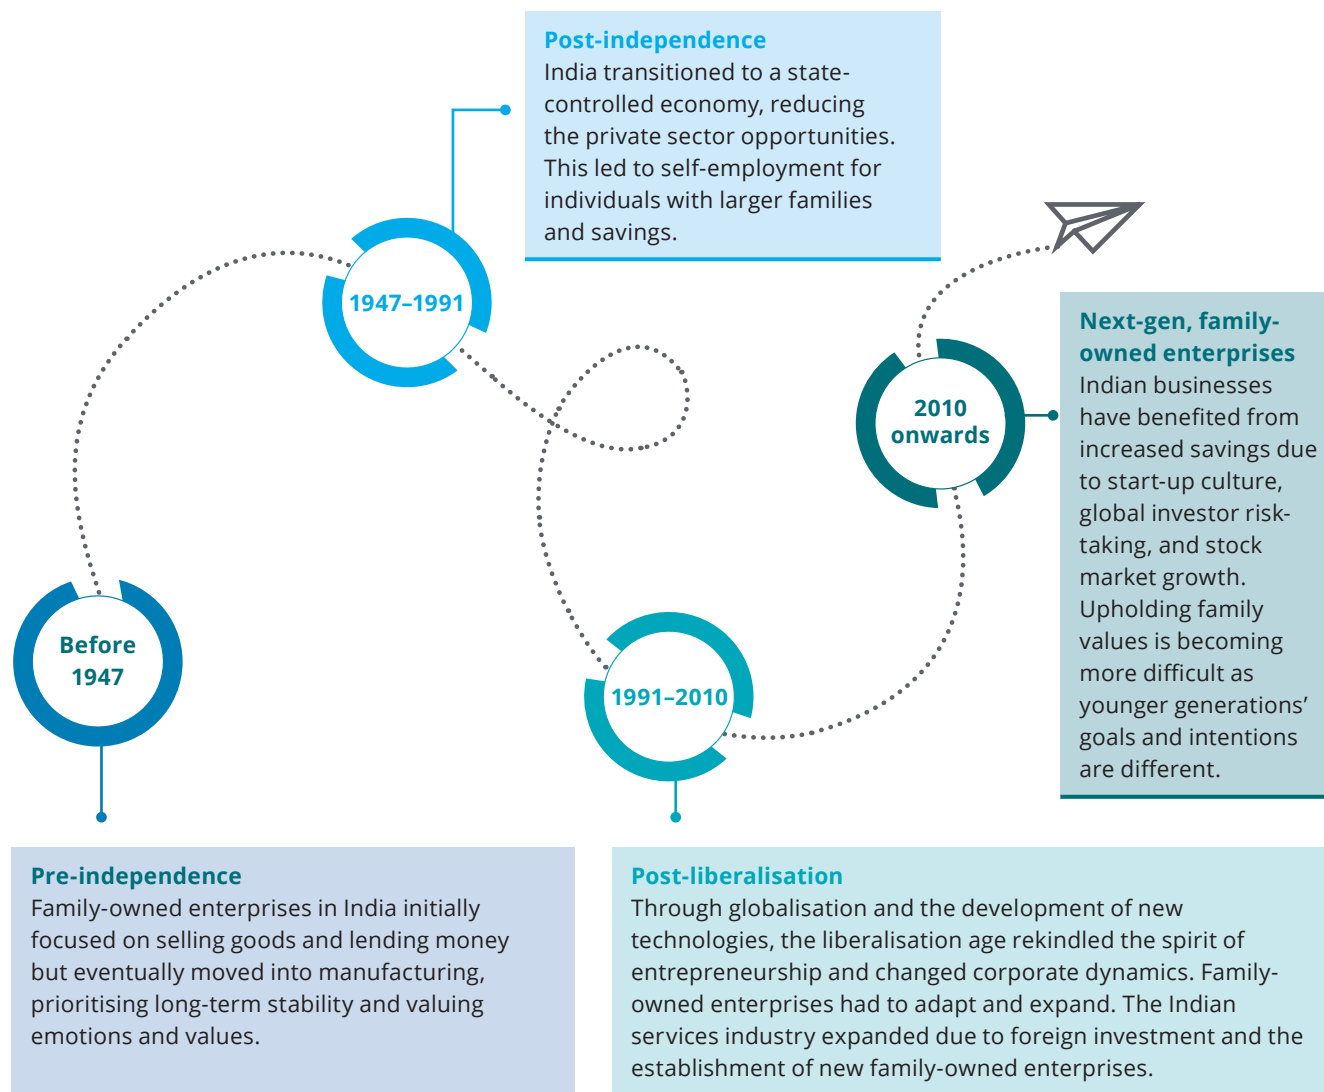 Post-independence
India transitioned to a state-
controlled economy, reducing
the private sector opportunities.
This led to self-employment for
individuals with larger families
and savings.
1947–1991
Next-gen, family-
owned enterprises
Indian businesses
have benefited from
increased savings due
to start-up culture,
global investor risk-
taking, and stock
market growth.
Upholding family
values is becoming
more difficult as
younger generations’
goals and intentions
are different.
2010
onwards
Before
1947
1991–2010
Pre-independence
Family-owned enterprises in India initially
focused on selling goods and lending money
but eventually moved into manufacturing,
prioritising long-term stability and valuing
emotions and values.
Post-liberalisation
Through globalisation and the development of new
technologies, the liberalisation age rekindled the spirit of
entrepreneurship and changed corporate dynamics. Family-
owned enterprises had to adapt and expand. The Indian
services industry expanded due to foreign investment and the
establishment of new family-owned enterprises.